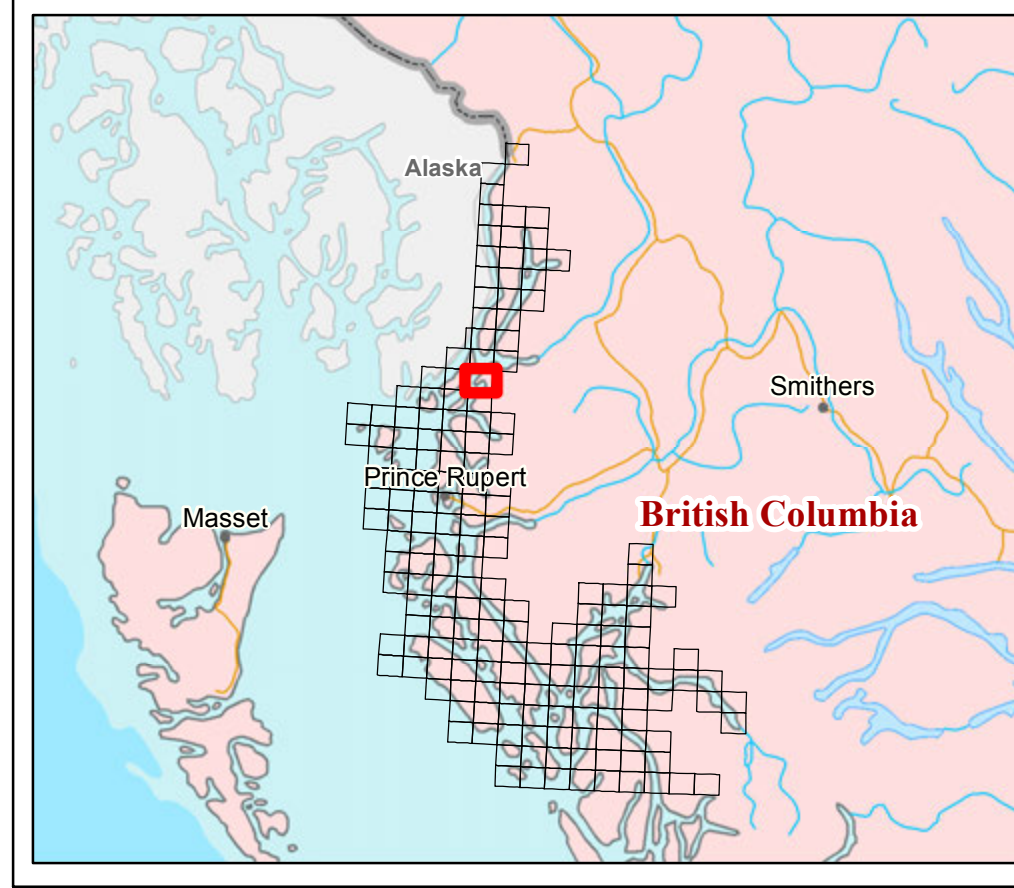 Alaska
Smithers
Prince Rupert
British Columbia
Masset